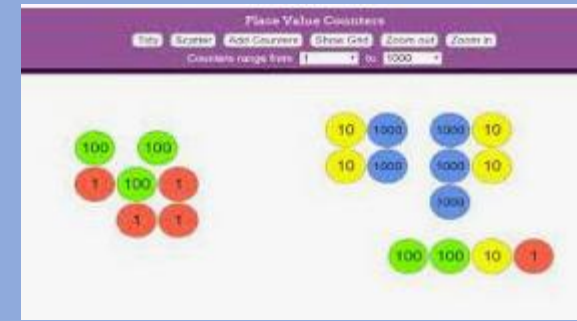 Place Value Counters
Tidy Scatter Add Counters Show Grid Zoom out Zoom in
Counters range from 1 to 1000
10 1000 1000 10
100 100
10 1000 1000 10
1 100 1
1000
1 1
100 100 10 1